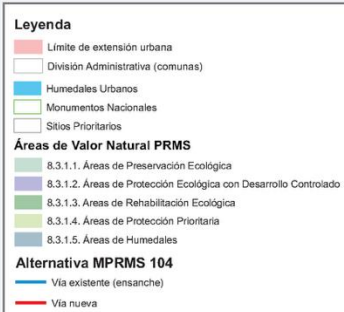 Leyenda
Límite de extensión urbana
División Administrativa (comunas)
Humedales Urbanos
Monumentos Nacionales
Sitios Prioritarios
Áreas de Valor Natural PRMS
8.3.1.1. Áreas de Preservación Ecológica
8.3.1.2. Áreas de Protección Ecológica con Desarrollo Controlado
8.3.1.3. Áreas de Rehabilitación Ecológica
8.3.1.4. Áreas de Protección Prioritaria
8.3.1.5. Áreas de Humedales
Alternativa MPRMS 104
Vía existente (ensanche)
Vía nueva